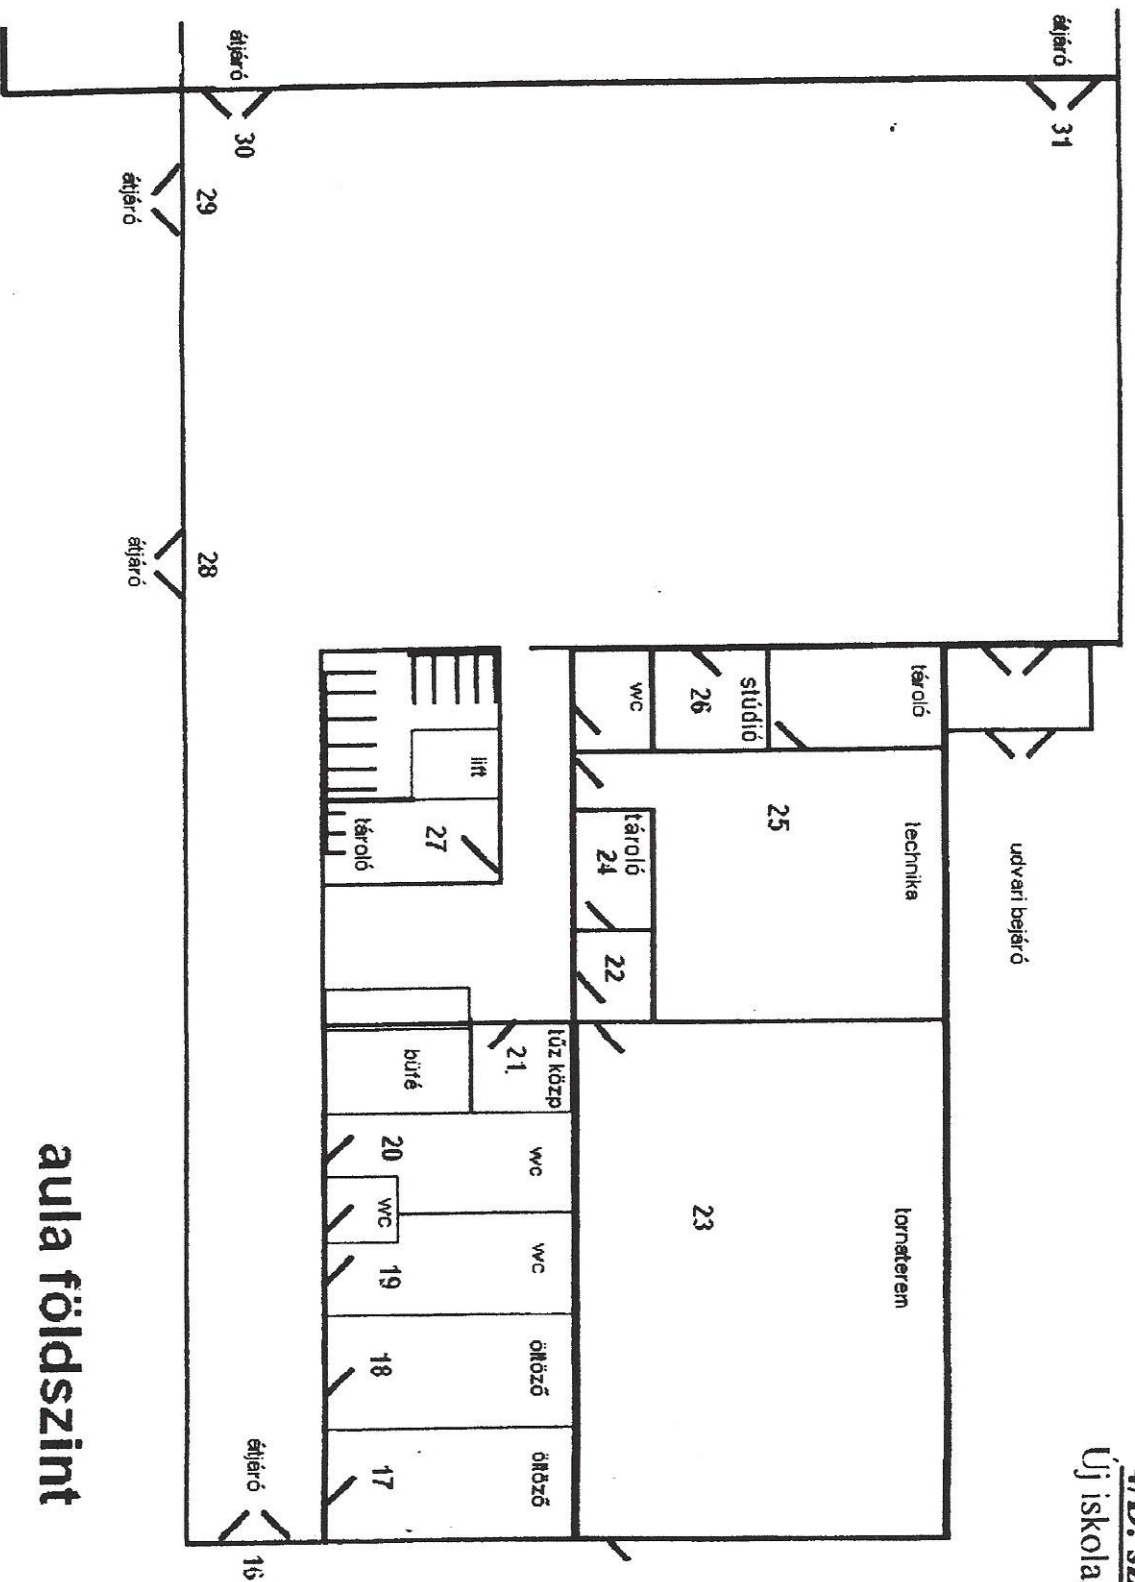 Új iskola
átjáró
31
átjáró
30
29
átjáró
28
átjáró
udvari bejáró
tároló
stúdió
26
wc
lift
27
tároló
technika
25
tároló
24
22
tűz közp
21.
büfé
tornaterem
23
wc
20
wc
wc
19
öltöző
18
öltöző
17
átjáró
16
aula földszint